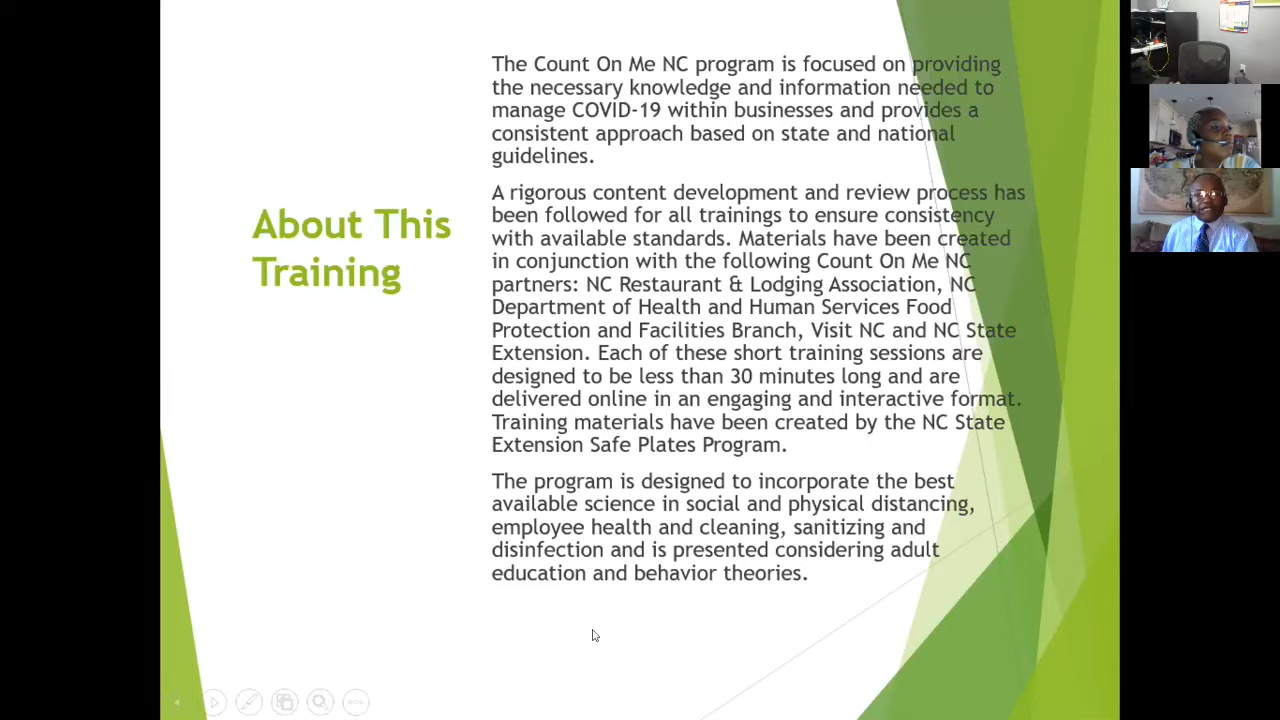 About This
Training
The Count On Me NC program is focused on providing
the necessary knowledge and information needed to
manage COVID-19 within businesses and provides a
consistent approach based on state and national
guidelines.
A rigorous content development and review process has
been followed for all trainings to ensure consistency
with available standards. Materials have been created
in conjunction with the following Count On Me NC
partners: NC Restaurant & Lodging Association, NC
Department of Health and Human Services Food
Protection and Facilities Branch, Visit NC and NC State
Extension. Each of these short training sessions are
designed to be less than 30 minutes long and are
delivered online in an engaging and interactive format.
Training materials have been created by the NC State
Extension Safe Plates Program.
The program is designed to incorporate the best
available science in social and physical distancing,
employee health and cleaning, sanitizing and
disinfection and is presented considering adult
education and behavior theories.